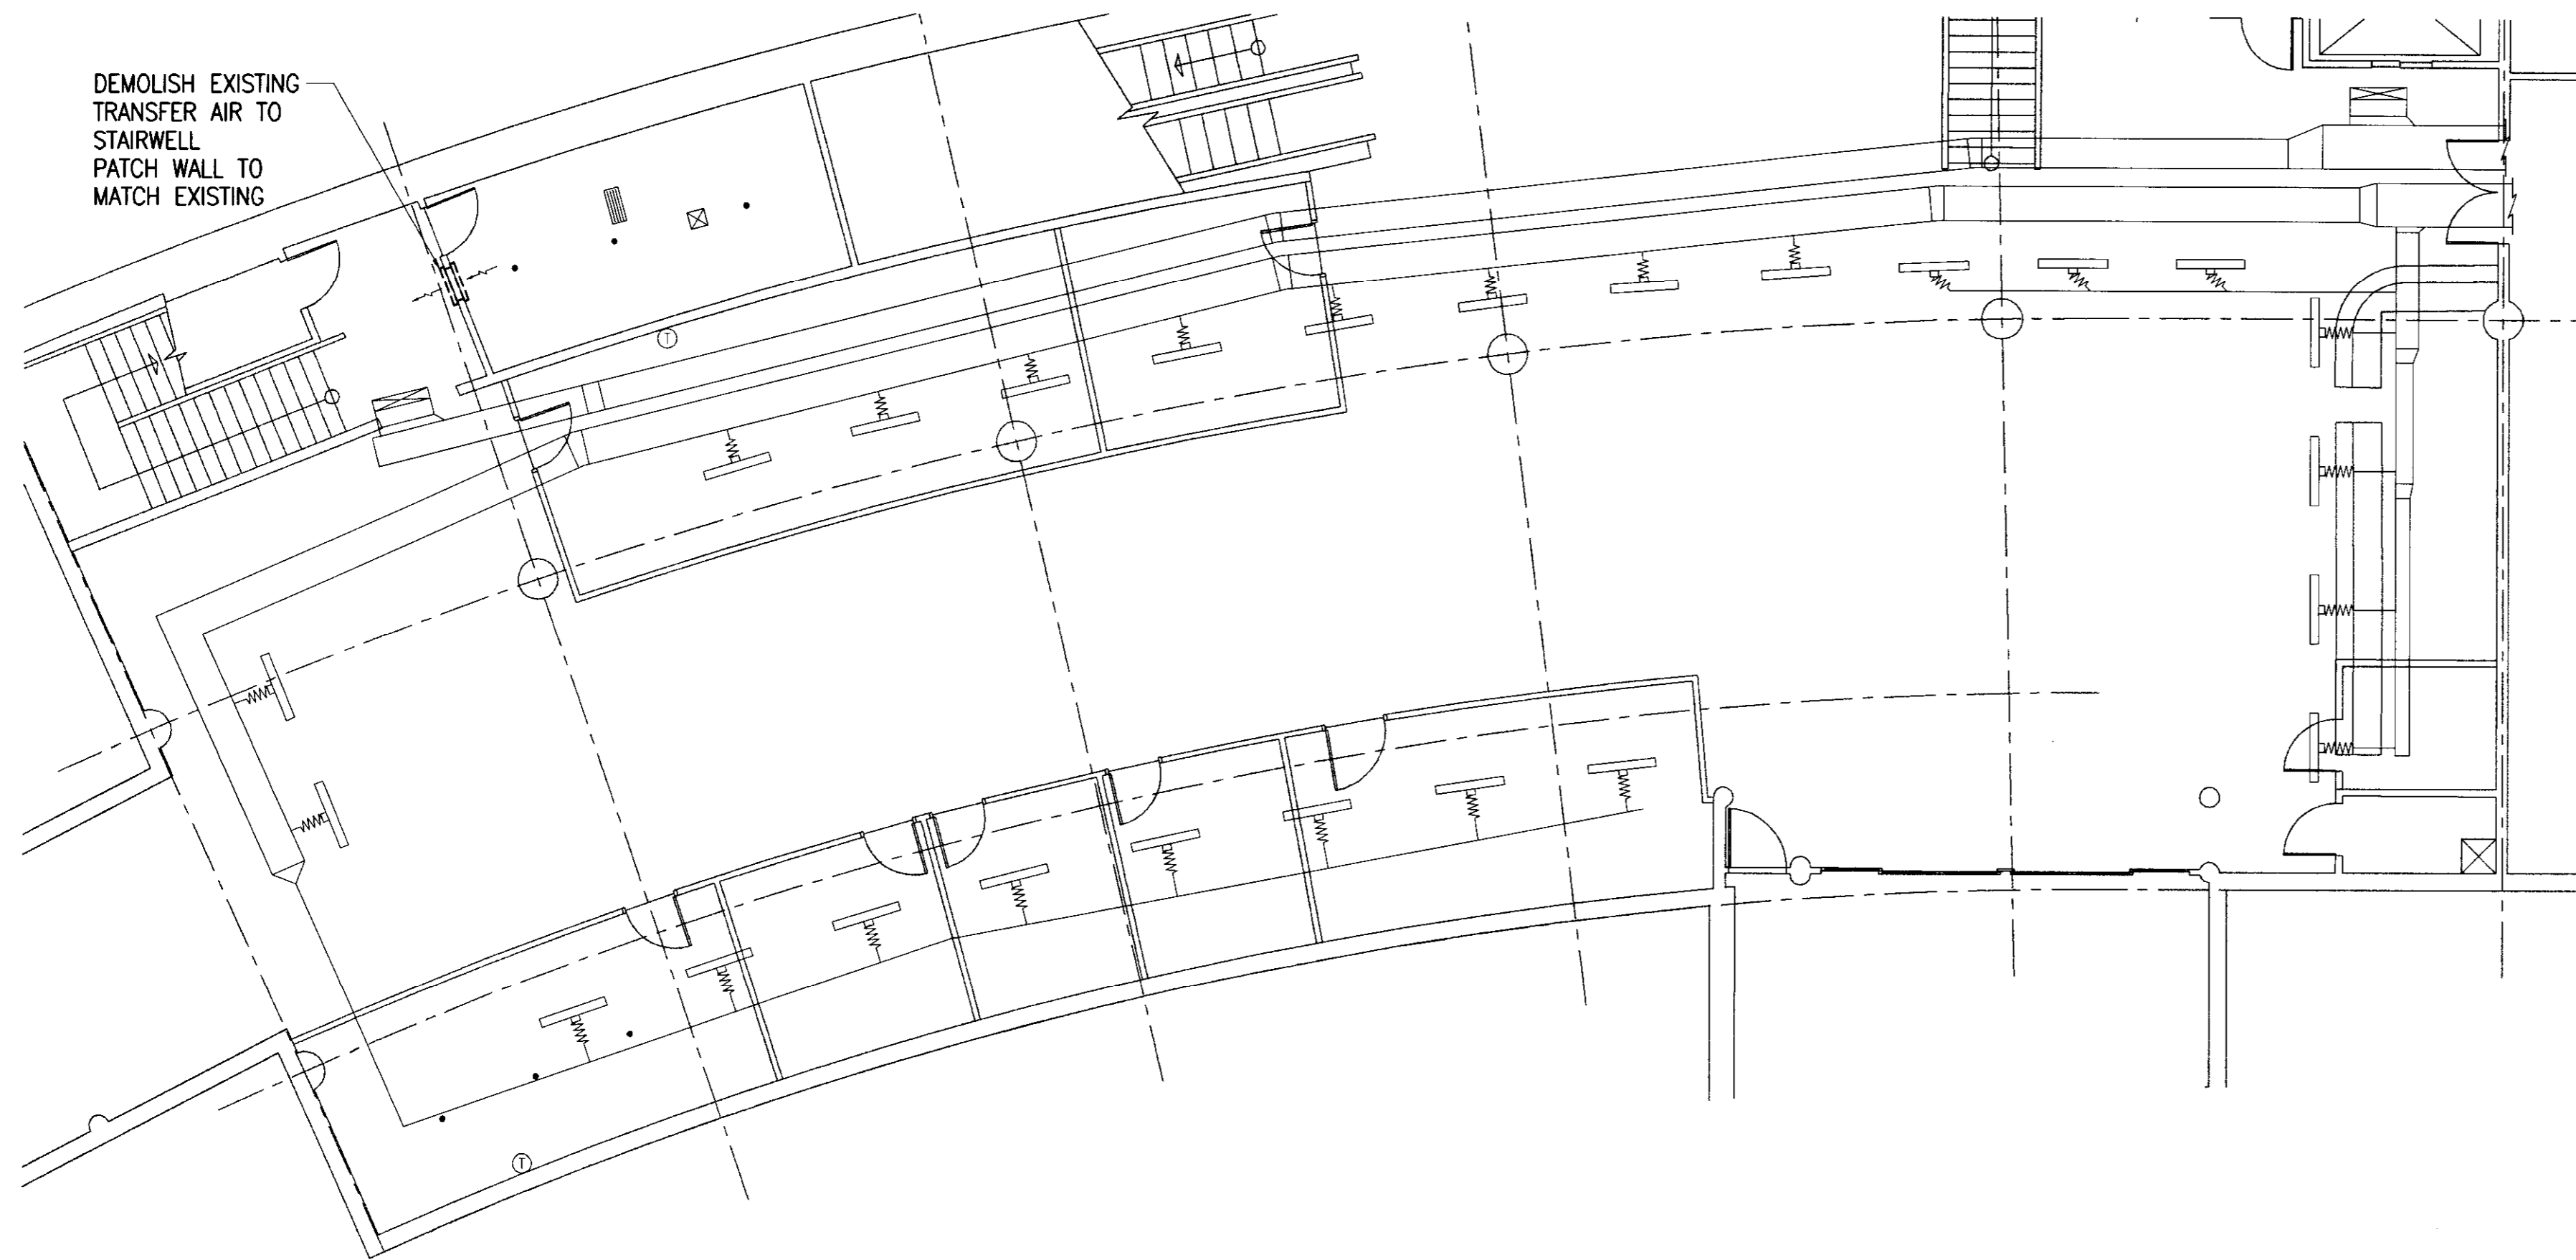 DEMOLISH EXISTING
TRANSFER AIR TO
STAIRWELL
PATCH WALL TO
MATCH EXISTING
T
T